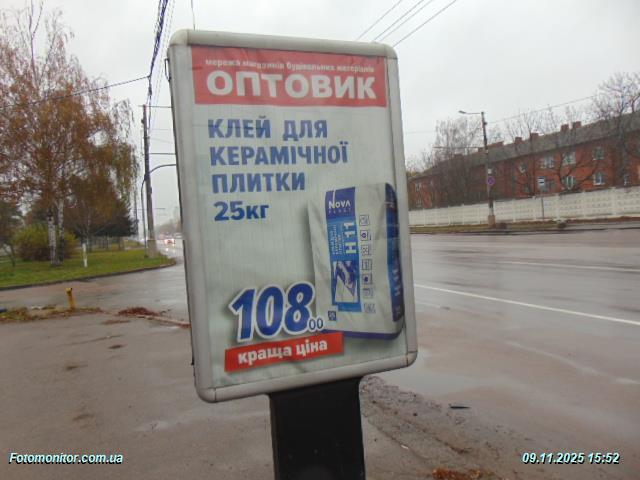 мережа магазинів будівельних матеріалів
ОПТОВИК
КЛЕЙ ДЛЯ
КЕРАМІЧНОЇ
ПЛИТКИ
25кг
NOVA
H11
H11
108.00
краща ціна
Fotomonitor.com.ua
09.11.2025 15:52